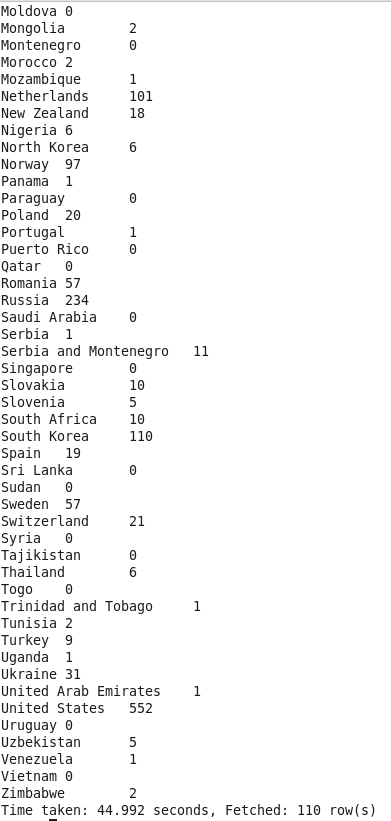 Moldova 0
Mongolia 2
Montenegro 0
Morocco 2
Mozambique 1
Netherlands 101
New Zealand 18
Nigeria 6
North Korea 6
Norway 97
Panama 1
Paraguay 0
Poland 20
Portugal 1
Puerto Rico 0
Qatar 0
Romania 57
Russia 234
Saudi Arabia 0
Serbia 1
Serbia and Montenegro 11
Singapore 0
Slovakia 10
Slovenia 5
South Africa 10
South Korea 110
Spain 19
Sri Lanka 0
Sudan 0
Sweden 57
Switzerland 21
Syria 0
Tajikistan 0
Thailand 6
Togo 0
Trinidad and Tobago 1
Tunisia 2
Turkey 9
Uganda 1
Ukraine 31
United Arab Emirates 1
United States 552
Uruguay 0
Uzbekistan 5
Venezuela 1
Vietnam 0
Zimbabwe 2
Time taken: 44.992 seconds, Fetched: 110 row(s)